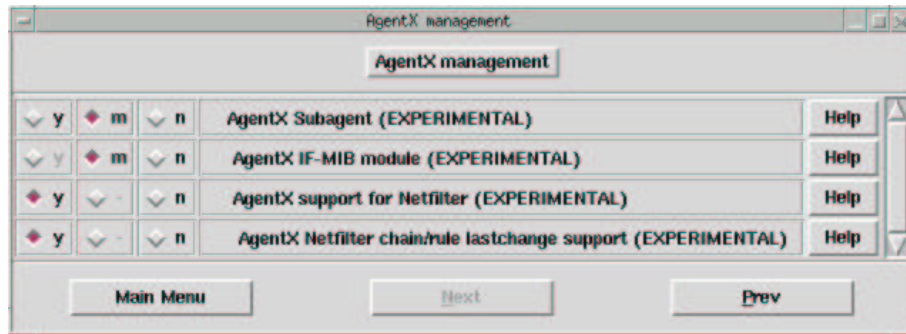 AgentX management
AgentX management
y m n AgentX Subagent (EXPERIMENTAL) Help
y m n AgentX IF-MIB module (EXPERIMENTAL) Help
y - n AgentX support for Netfilter (EXPERIMENTAL) Help
y - n AgentX Netfilter chain/rule lastchange support (EXPERIMENTAL) Help
Main Menu Next Prev